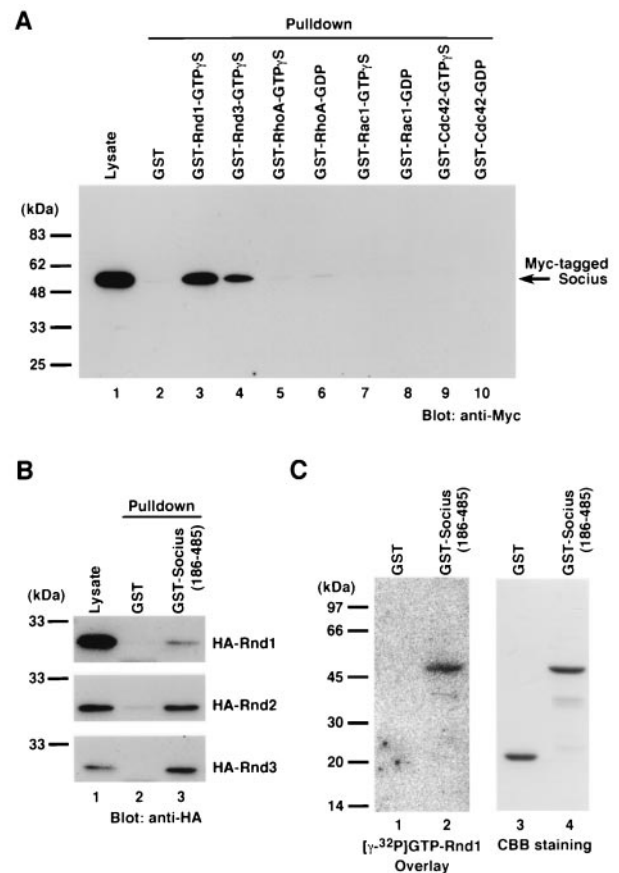 A
Pulldown
Lysate
GST
GST-Rnd1-GTPγS
GST-Rnd3-GTPγS
GST-RhoA-GTPγS
GST-RhoA-GDP
GST-Rac1-GTPγS
GST-Rac1-GDP
GST-Cdc42-GTPγS
GST-Cdc42-GDP
(kDa)
83
62
48
33
25
Myc-tagged
Socius
1 2 3 4 5 6 7 8 9 10
Blot: anti-Myc
B
Pulldown
Lysate
GST
GST-Socius
(186-485)
(kDa)
33
HA-Rnd1
33
HA-Rnd2
33
HA-Rnd3
1 2 3
Blot: anti-HA
C
GST
GST-Socius
(186-485)
GST
GST-Socius
(186-485)
(kDa)
97
66
45
30
20
14
1 2 3 4
[γ-³²P]GTP-Rnd1
Overlay
CBB staining